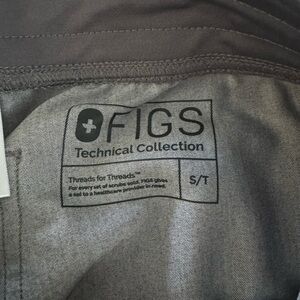 FIGS
Technical Collection
Threads for Threads™
For every set of scrubs sold, FIGS gives
a set to a healthcare provider in need.
S/T